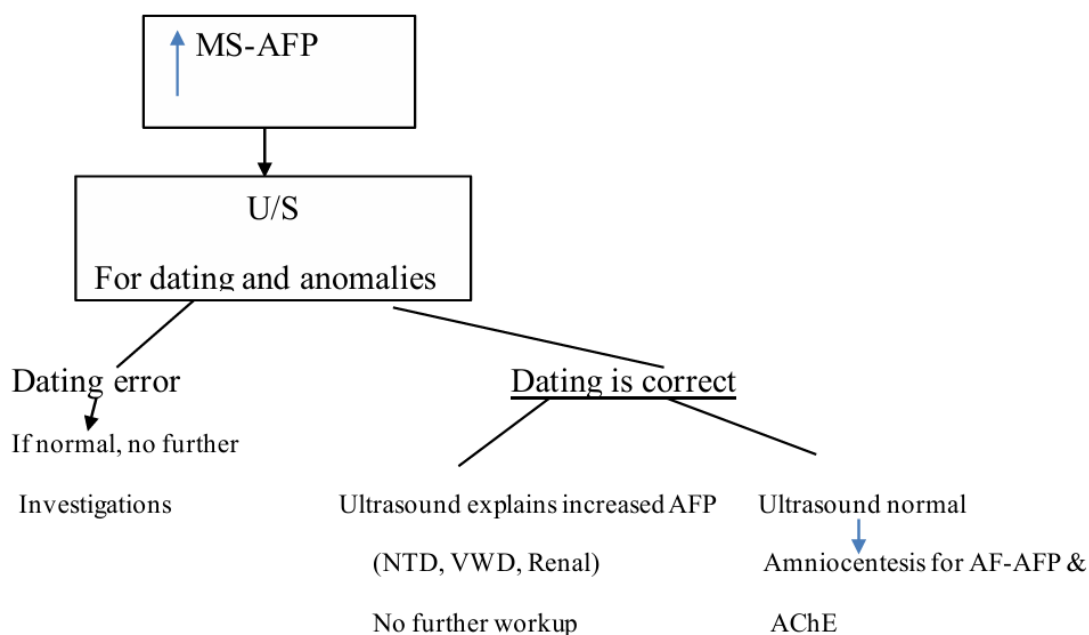 MS-AFP
U/S
For dating and anomalies
Dating error
If normal, no further
Investigations
Dating is correct
Ultrasound explains increased AFP
(NTD, VWD, Renal)
No further workup
Ultrasound normal
Amniocentesis for AF-AFP &
AChE